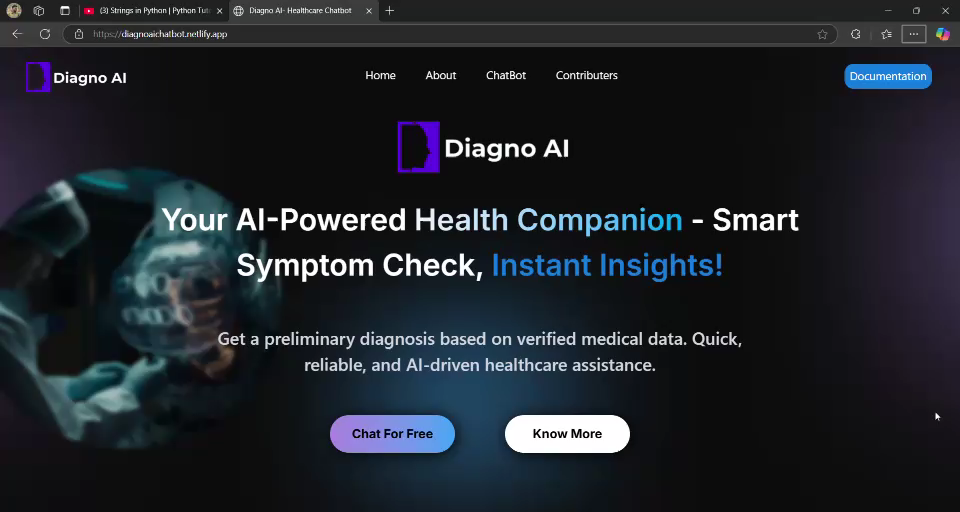 (3) Strings in Python | Python Tut
Diagno AI- Healthcare Chatbot
https://diagnoaichatbot.netlify.app
Diagno AI
Home
About
ChatBot
Contributers
Documentation
Diagno AI
Your AI-Powered Health Companion - Smart
Symptom Check, Instant Insights!
Get a preliminary diagnosis based on verified medical data. Quick,
reliable, and AI-driven healthcare assistance.
Chat For Free
Know More